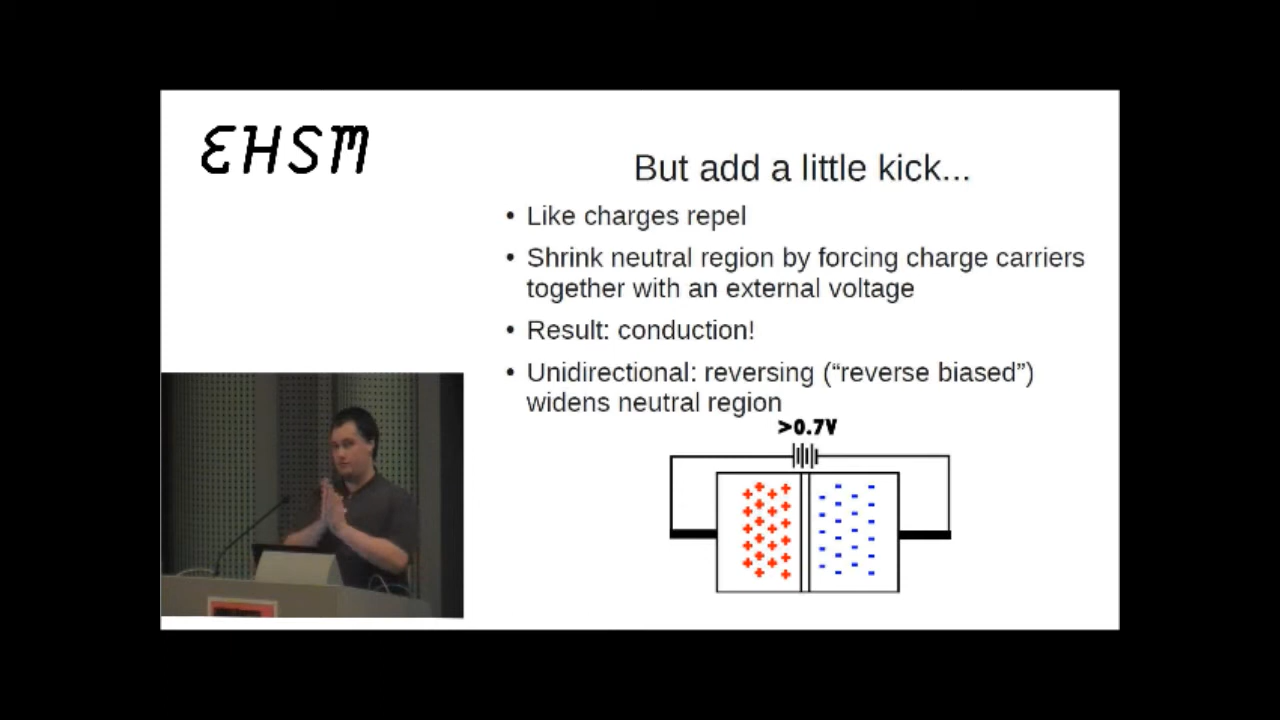 EHSM
But add a little kick...
• Like charges repel
• Shrink neutral region by forcing charge carriers
together with an external voltage
• Result: conduction!
• Unidirectional: reversing (“reverse biased”)
widens neutral region
>0.7V